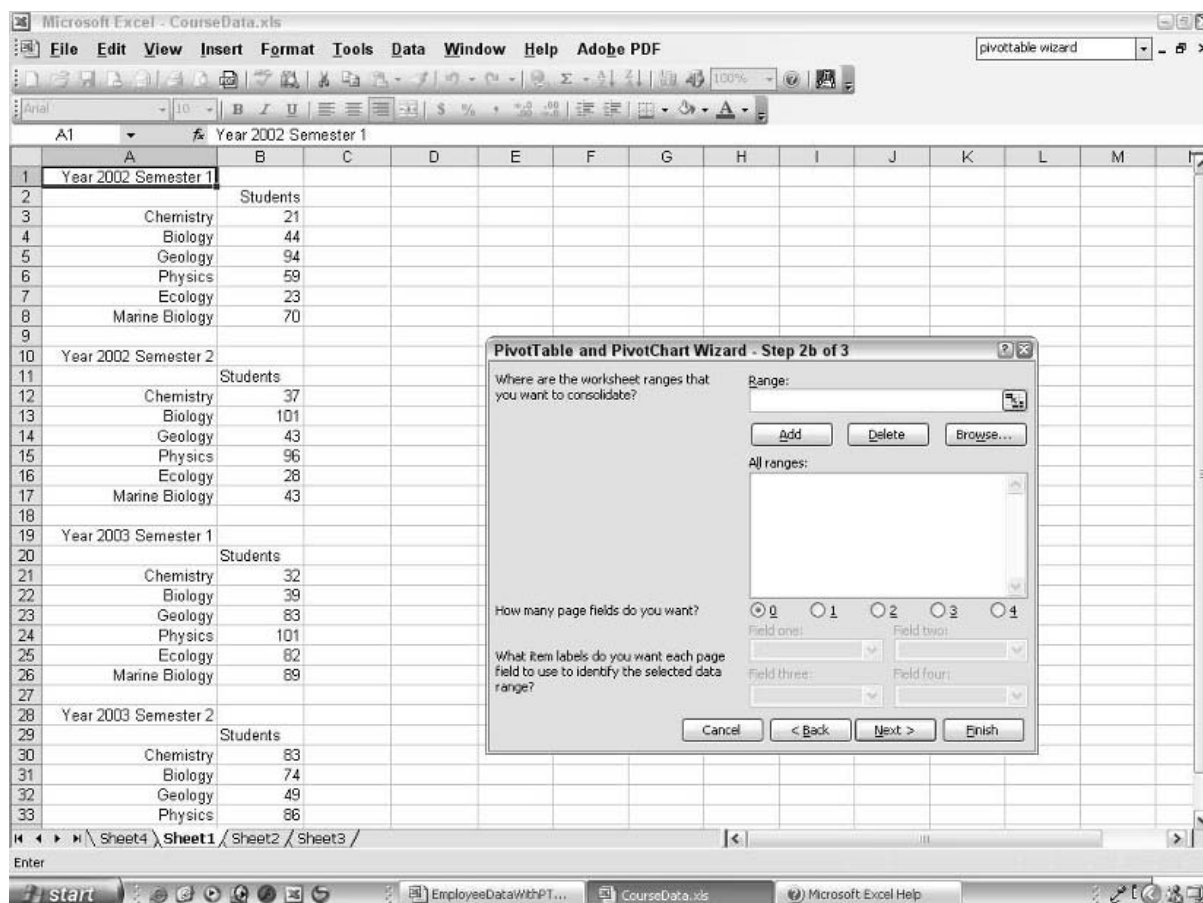 Microsoft Excel - CourseData.xls
File Edit View Insert Format Tools Data Window Help Adobe PDF pivottable wizard
100%
Arial 10 B I U $ % , A
A1 fx Year 2002 Semester 1
A B C D E F G H I J K L M
1 Year 2002 Semester 1
2 Students
3 Chemistry 21
4 Biology 44
5 Geology 94
6 Physics 59
7 Ecology 23
8 Marine Biology 70
9
10 Year 2002 Semester 2
11 Students
12 Chemistry 37
13 Biology 101
14 Geology 43
15 Physics 96
16 Ecology 28
17 Marine Biology 43
18
19 Year 2003 Semester 1
20 Students
21 Chemistry 32
22 Biology 39
23 Geology 83
24 Physics 101
25 Ecology 82
26 Marine Biology 89
27
28 Year 2003 Semester 2
29 Students
30 Chemistry 83
31 Biology 74
32 Geology 49
33 Physics 86
PivotTable and PivotChart Wizard - Step 2b of 3
Where are the worksheet ranges that
you want to consolidate?
Range:
Add Delete Browse...
All ranges:
How many page fields do you want?
0 1 2 3 4
Field one: Field two:
What item labels do you want each page
field to use to identify the selected data
range?
Field three: Field four:
Cancel < Back Next > Finish
Sheet4 Sheet1 Sheet2 Sheet3
Enter
start EmployeeDataWithPT... CourseData.xls Microsoft Excel Help